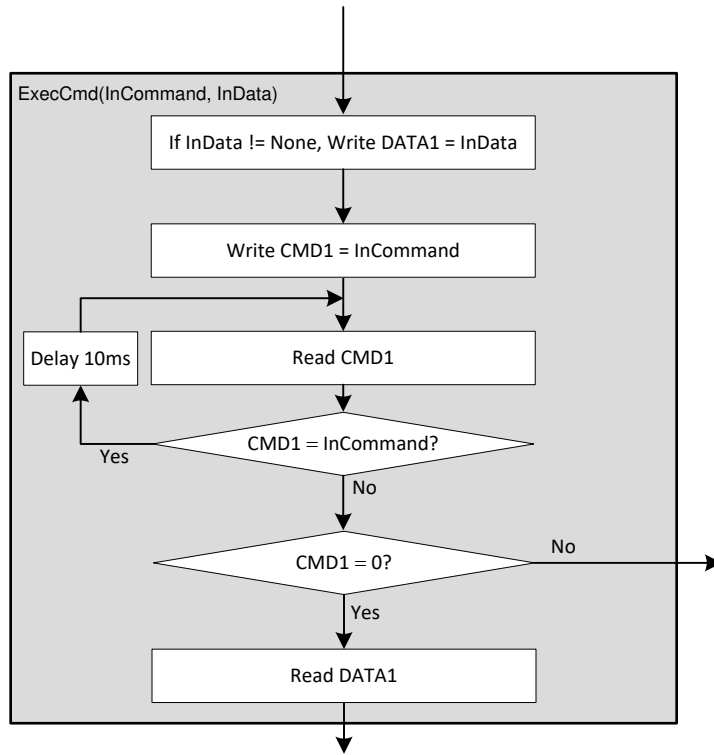 ExecCmd(InCommand, InData)
If InData != None, Write DATA1 = InData
Write CMD1 = InCommand
Delay 10ms
Read CMD1
CMD1 = InCommand?
Yes
No
CMD1 = 0?
No
Yes
Read DATA1